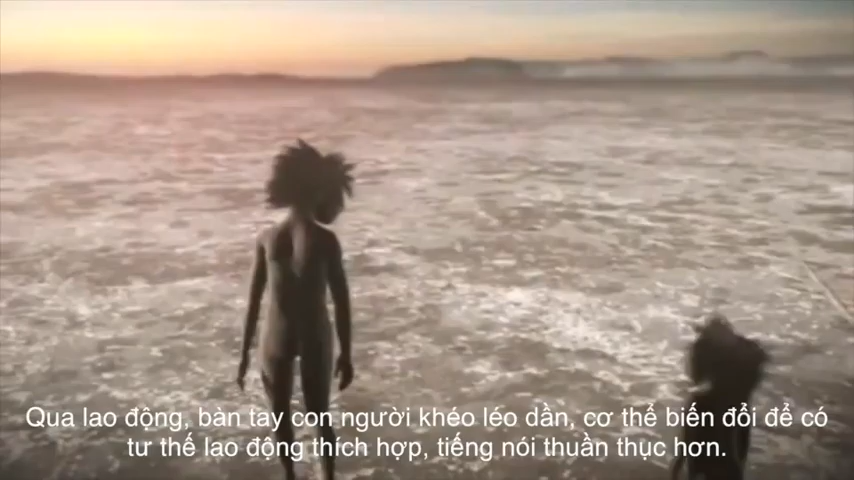 Qua lao động, bàn tay con người khéo léo dần, cơ thể biến đổi để có
tư thế lao động thích hợp, tiếng nói thuần thục hơn.